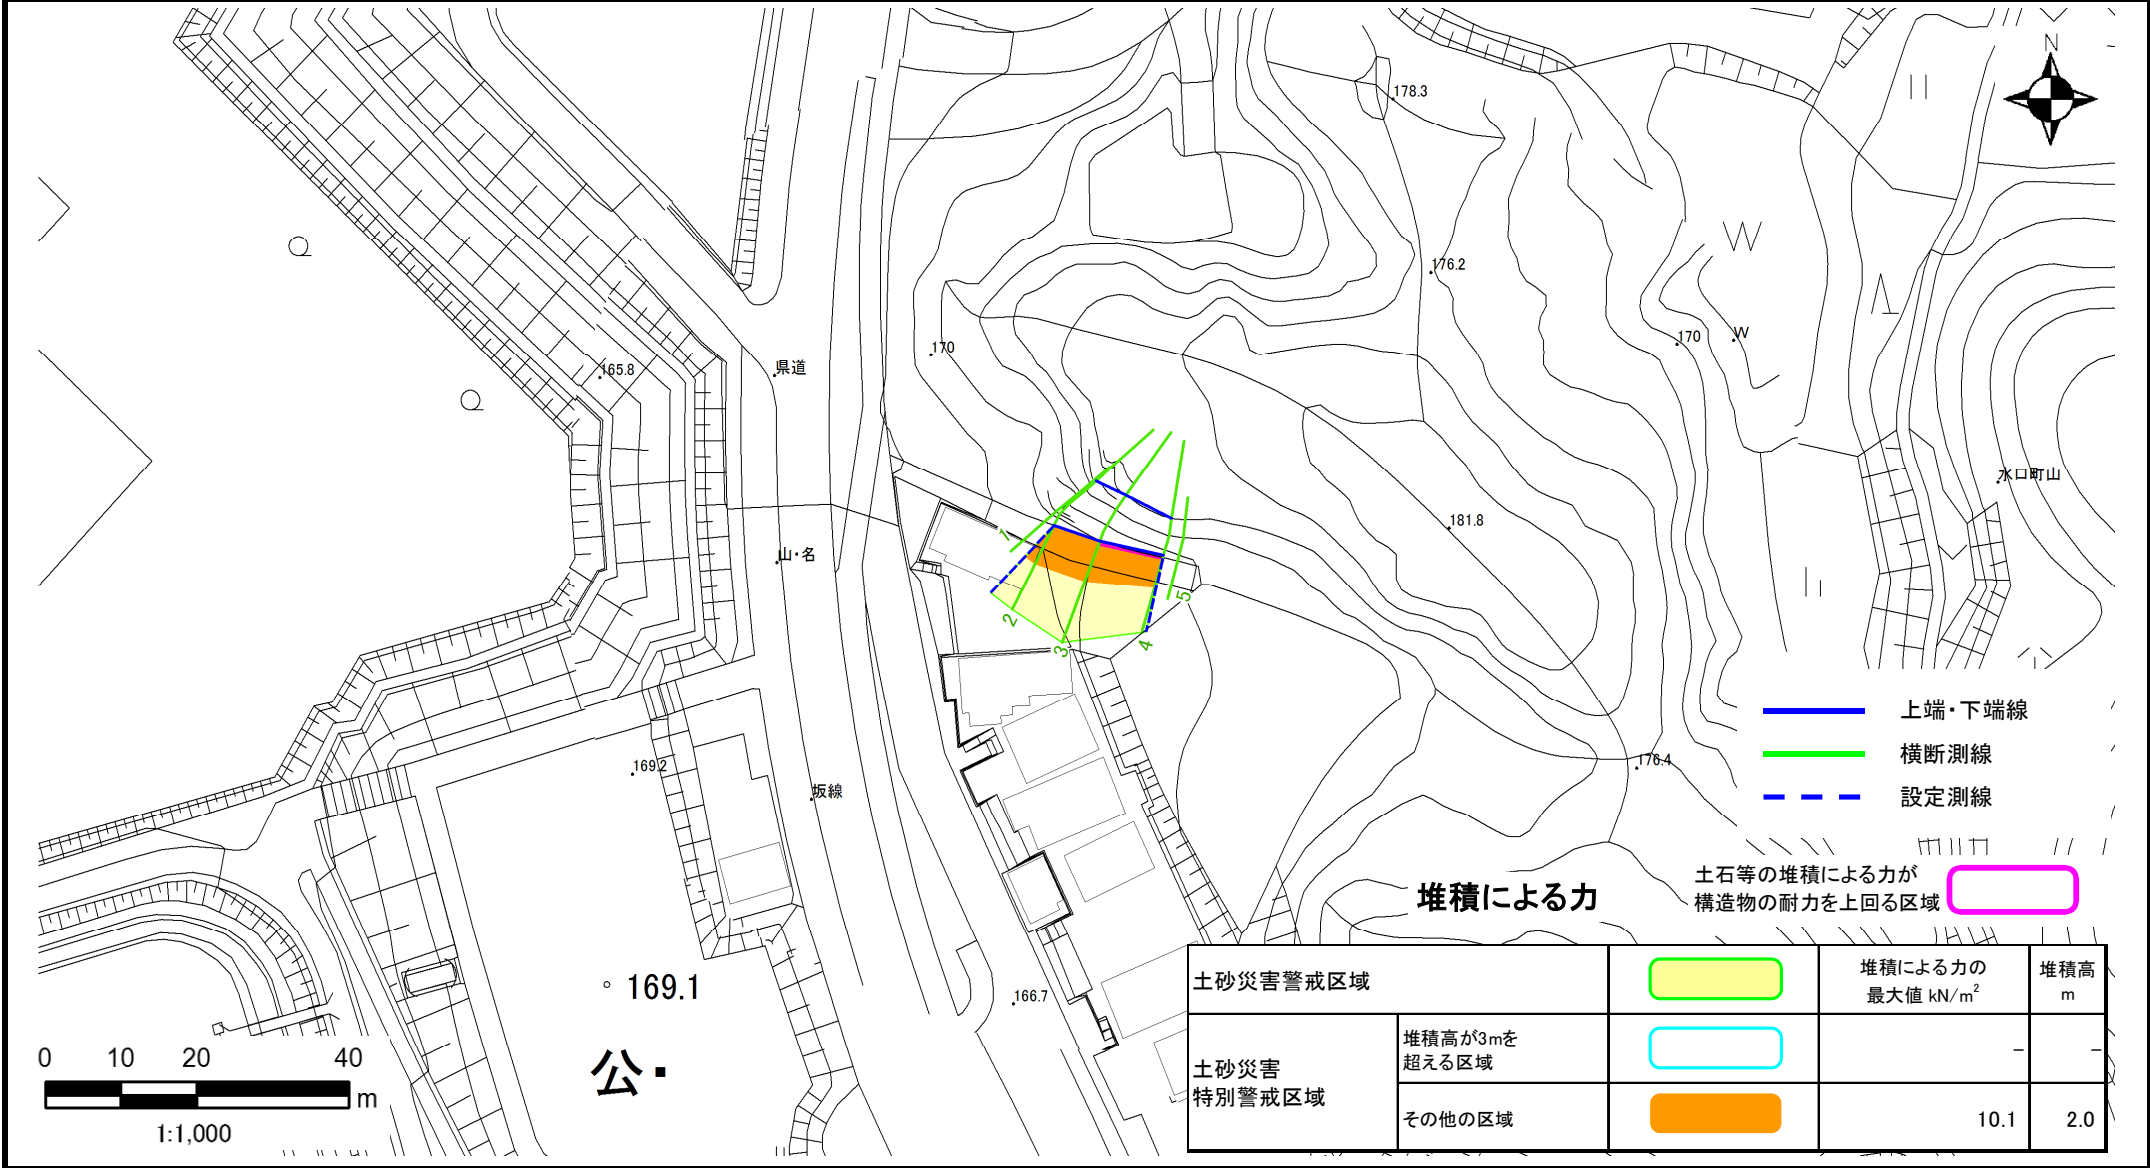 N
178.3
176.2
170
170
W
165.8
県道
水口町山
181.8
山・名
1
2
3
4
5
169.2
坂線
176.4
上端・下端線
横断測線
設定測線
堆積による力
土石等の堆積による力が
構造物の耐力を上回る区域
169.1
166.7
公・
0 10 20 40
m
1:1,000
土砂災害警戒区域
堆積による力の
最大値 kN/m²
堆積高
m
土砂災害
特別警戒区域
堆積高が3mを
超える区域
–
–
その他の区域
10.1
2.0